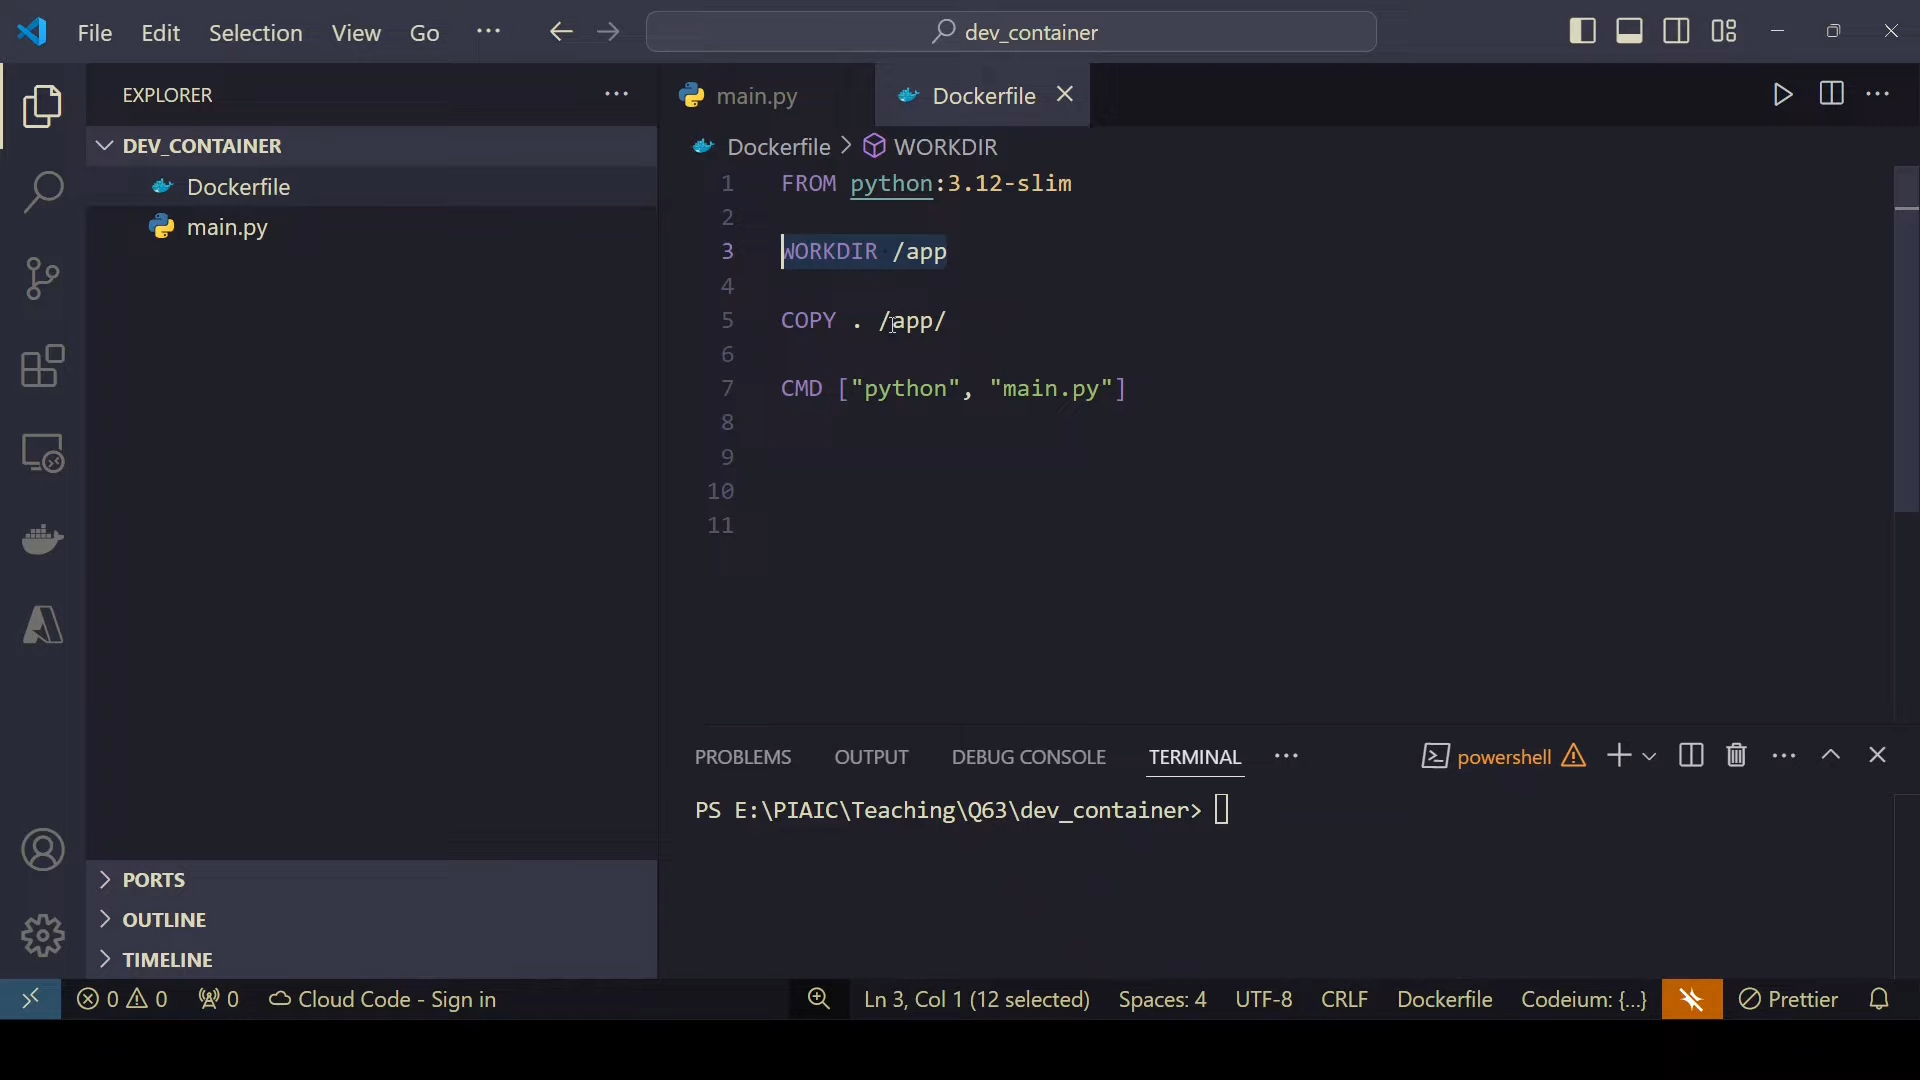 File Edit Selection View Go ··· dev_container
EXPLORER ···
DEV_CONTAINER
Dockerfile
main.py
PORTS
OUTLINE
TIMELINE
main.py Dockerfile
Dockerfile > WORKDIR
1 FROM python:3.12-slim
2
3 WORKDIR /app
4
5 COPY . /app/
6
7 CMD ["python", "main.py"]
8
9
10
11
PROBLEMS OUTPUT DEBUG CONSOLE TERMINAL ··· powershell
PS E:\PIAIC\Teaching\Q63\dev_container>
0 0 0 Cloud Code - Sign in Ln 3, Col 1 (12 selected) Spaces: 4 UTF-8 CRLF Dockerfile Codeium: {...} Prettier